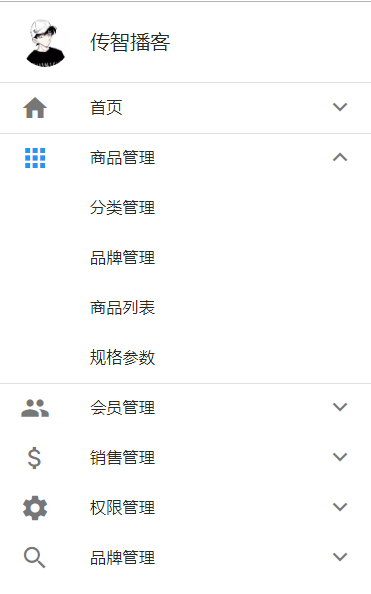 传智播客
首页
商品管理
分类管理
品牌管理
商品列表
规格参数
会员管理
销售管理
权限管理
品牌管理